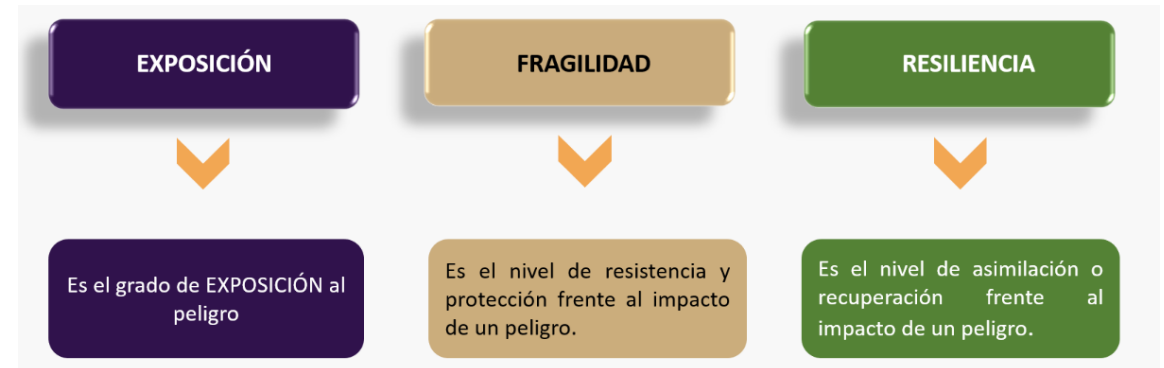 EXPOSICIÓN
Es el grado de EXPOSICIÓN al
peligro
FRAGILIDAD
Es el nivel de resistencia y
protección frente al impacto
de un peligro.
RESILIENCIA
Es el nivel de asimilación o
recuperación frente al
impacto de un peligro.